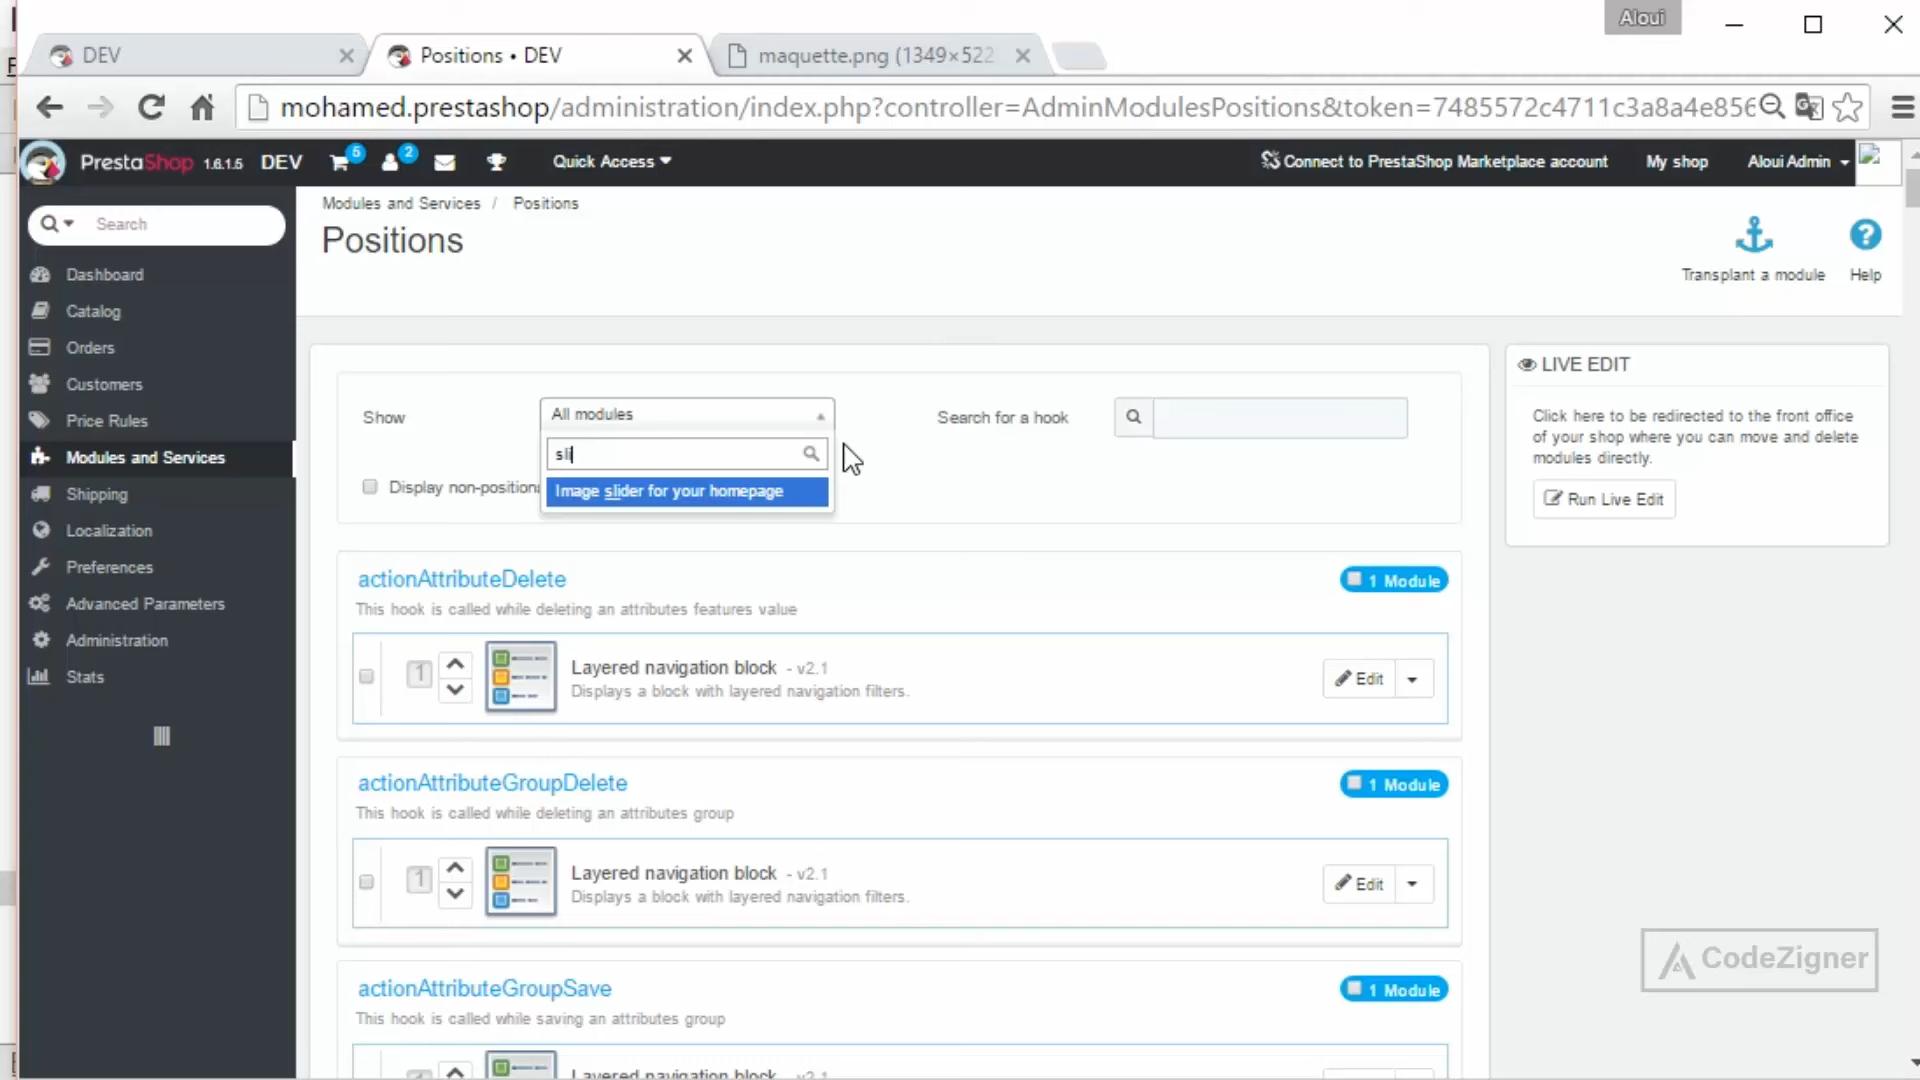 Aloui
DEV
Positions • DEV
maquette.png (1349×522
mohamed.prestashop/administration/index.php?controller=AdminModulesPositions&token=7485572c4711c3a8a4e856
PrestaShop 1.6.1.5 DEV 5 2 Quick Access Connect to PrestaShop Marketplace account My shop Aloui Admin
Search
Dashboard
Catalog
Orders
Customers
Price Rules
Modules and Services
Shipping
Localization
Preferences
Advanced Parameters
Administration
Stats
Modules and Services / Positions
Positions
Transplant a module
Help
Show
All modules
sli
Image slider for your homepage
Search for a hook
Display non-positiona
LIVE EDIT
Click here to be redirected to the front office
of your shop where you can move and delete
modules directly.
Run Live Edit
actionAttributeDelete
1 Module
This hook is called while deleting an attributes features value
1
Layered navigation block - v2.1
Displays a block with layered navigation filters.
Edit
actionAttributeGroupDelete
1 Module
This hook is called while deleting an attributes group
1
Layered navigation block - v2.1
Displays a block with layered navigation filters.
Edit
actionAttributeGroupSave
1 Module
This hook is called while saving an attributes group
Layered navigation block - v2.1
CodeZigner